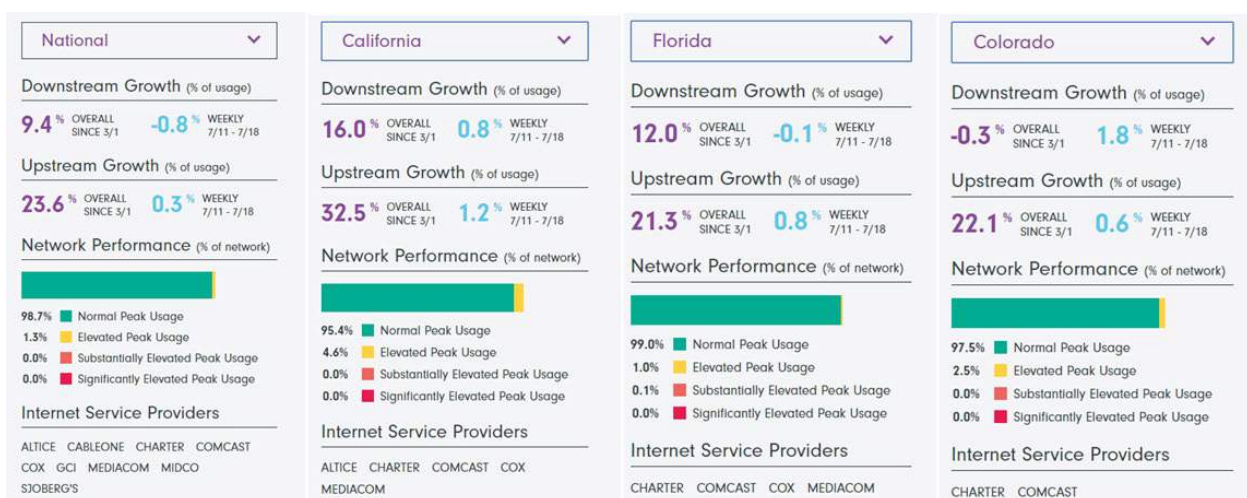 National
Downstream Growth (% of usage)
9.4 % OVERALL SINCE 3/1 -0.8 % WEEKLY 7/11 - 7/18
Upstream Growth (% of usage)
23.6 % OVERALL SINCE 3/1 0.3 % WEEKLY 7/11 - 7/18
Network Performance (% of network)
98.7% Normal Peak Usage
1.3% Elevated Peak Usage
0.0% Substantially Elevated Peak Usage
0.0% Significantly Elevated Peak Usage
Internet Service Providers
ALTICE CABLEONE CHARTER COMCAST
COX GCI MEDIACOM MIDCO
SJOBERG'S
California
Downstream Growth (% of usage)
16.0 % OVERALL SINCE 3/1 0.8 % WEEKLY 7/11 - 7/18
Upstream Growth (% of usage)
32.5 % OVERALL SINCE 3/1 1.2 % WEEKLY 7/11 - 7/18
Network Performance (% of network)
95.4% Normal Peak Usage
4.6% Elevated Peak Usage
0.0% Substantially Elevated Peak Usage
0.0% Significantly Elevated Peak Usage
Internet Service Providers
ALTICE CHARTER COMCAST COX
MEDIACOM
Florida
Downstream Growth (% of usage)
12.0 % OVERALL SINCE 3/1 -0.1 % WEEKLY 7/11 - 7/18
Upstream Growth (% of usage)
21.3 % OVERALL SINCE 3/1 0.8 % WEEKLY 7/11 - 7/18
Network Performance (% of network)
99.0% Normal Peak Usage
1.0% Elevated Peak Usage
0.1% Substantially Elevated Peak Usage
0.0% Significantly Elevated Peak Usage
Internet Service Providers
CHARTER COMCAST COX MEDIACOM
Colorado
Downstream Growth (% of usage)
-0.3 % OVERALL SINCE 3/1 1.8 % WEEKLY 7/11 - 7/18
Upstream Growth (% of usage)
22.1 % OVERALL SINCE 3/1 0.6 % WEEKLY 7/11 - 7/18
Network Performance (% of network)
97.5% Normal Peak Usage
2.5% Elevated Peak Usage
0.0% Substantially Elevated Peak Usage
0.0% Significantly Elevated Peak Usage
Internet Service Providers
CHARTER COMCAST